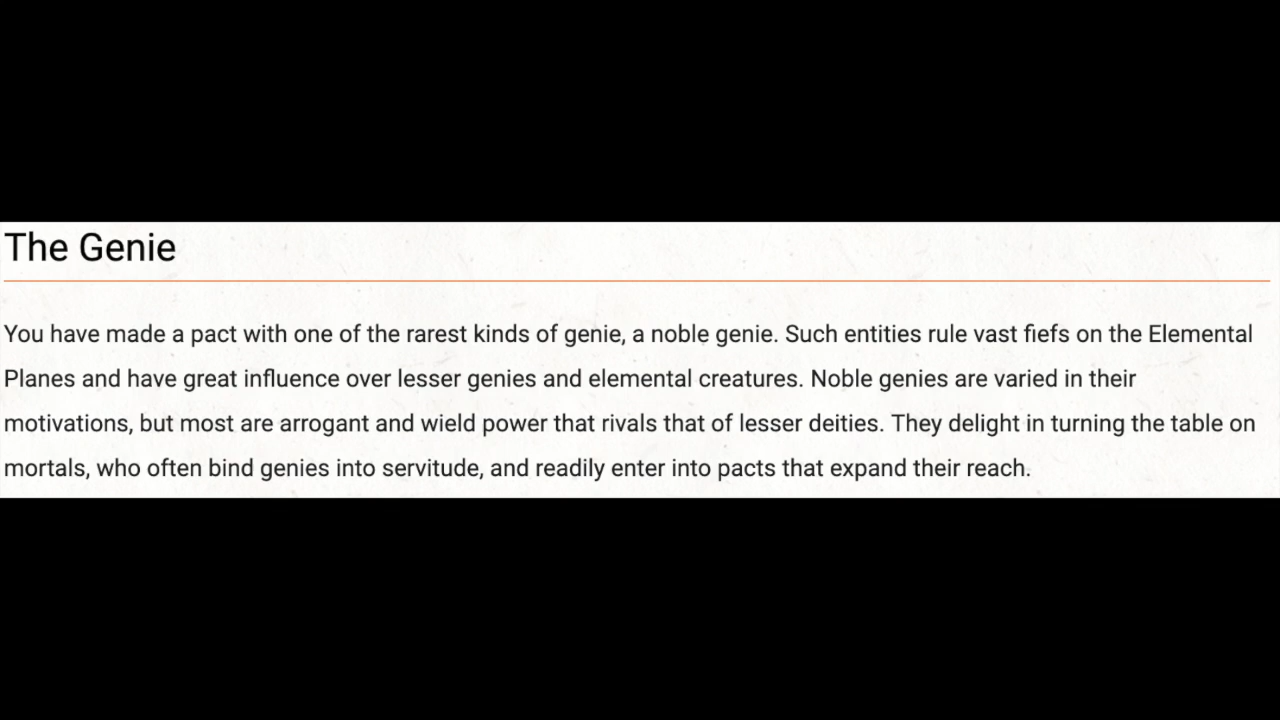 The Genie
You have made a pact with one of the rarest kinds of genie, a noble genie. Such entities rule vast fiefs on the Elemental
Planes and have great influence over lesser genies and elemental creatures. Noble genies are varied in their
motivations, but most are arrogant and wield power that rivals that of lesser deities. They delight in turning the table on
mortals, who often bind genies into servitude, and readily enter into pacts that expand their reach.